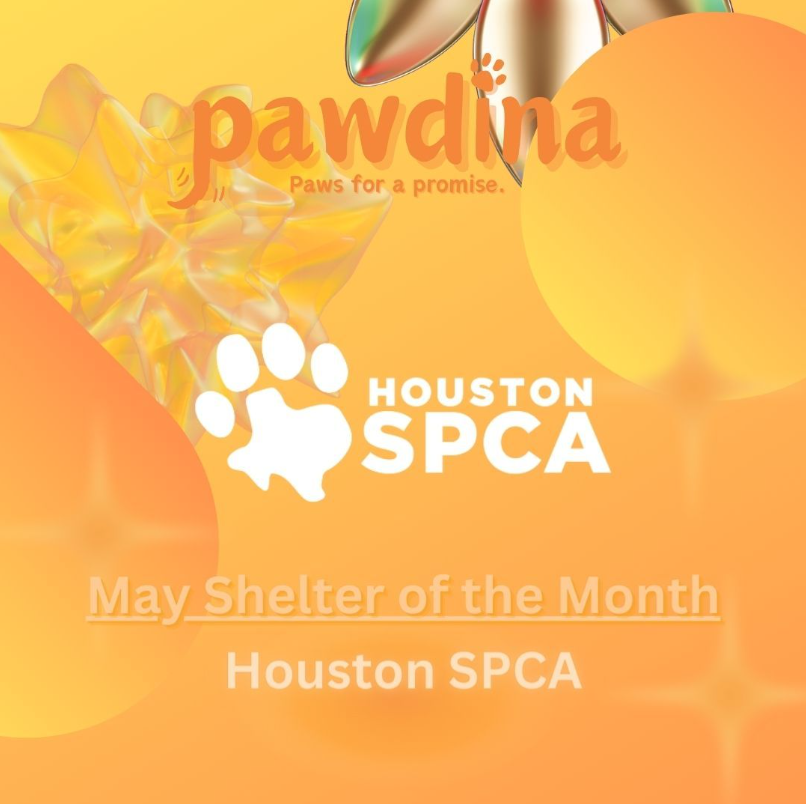 pawdina
Paws for a promise.
HOUSTON
SPCA
May Shelter of the Month
Houston SPCA